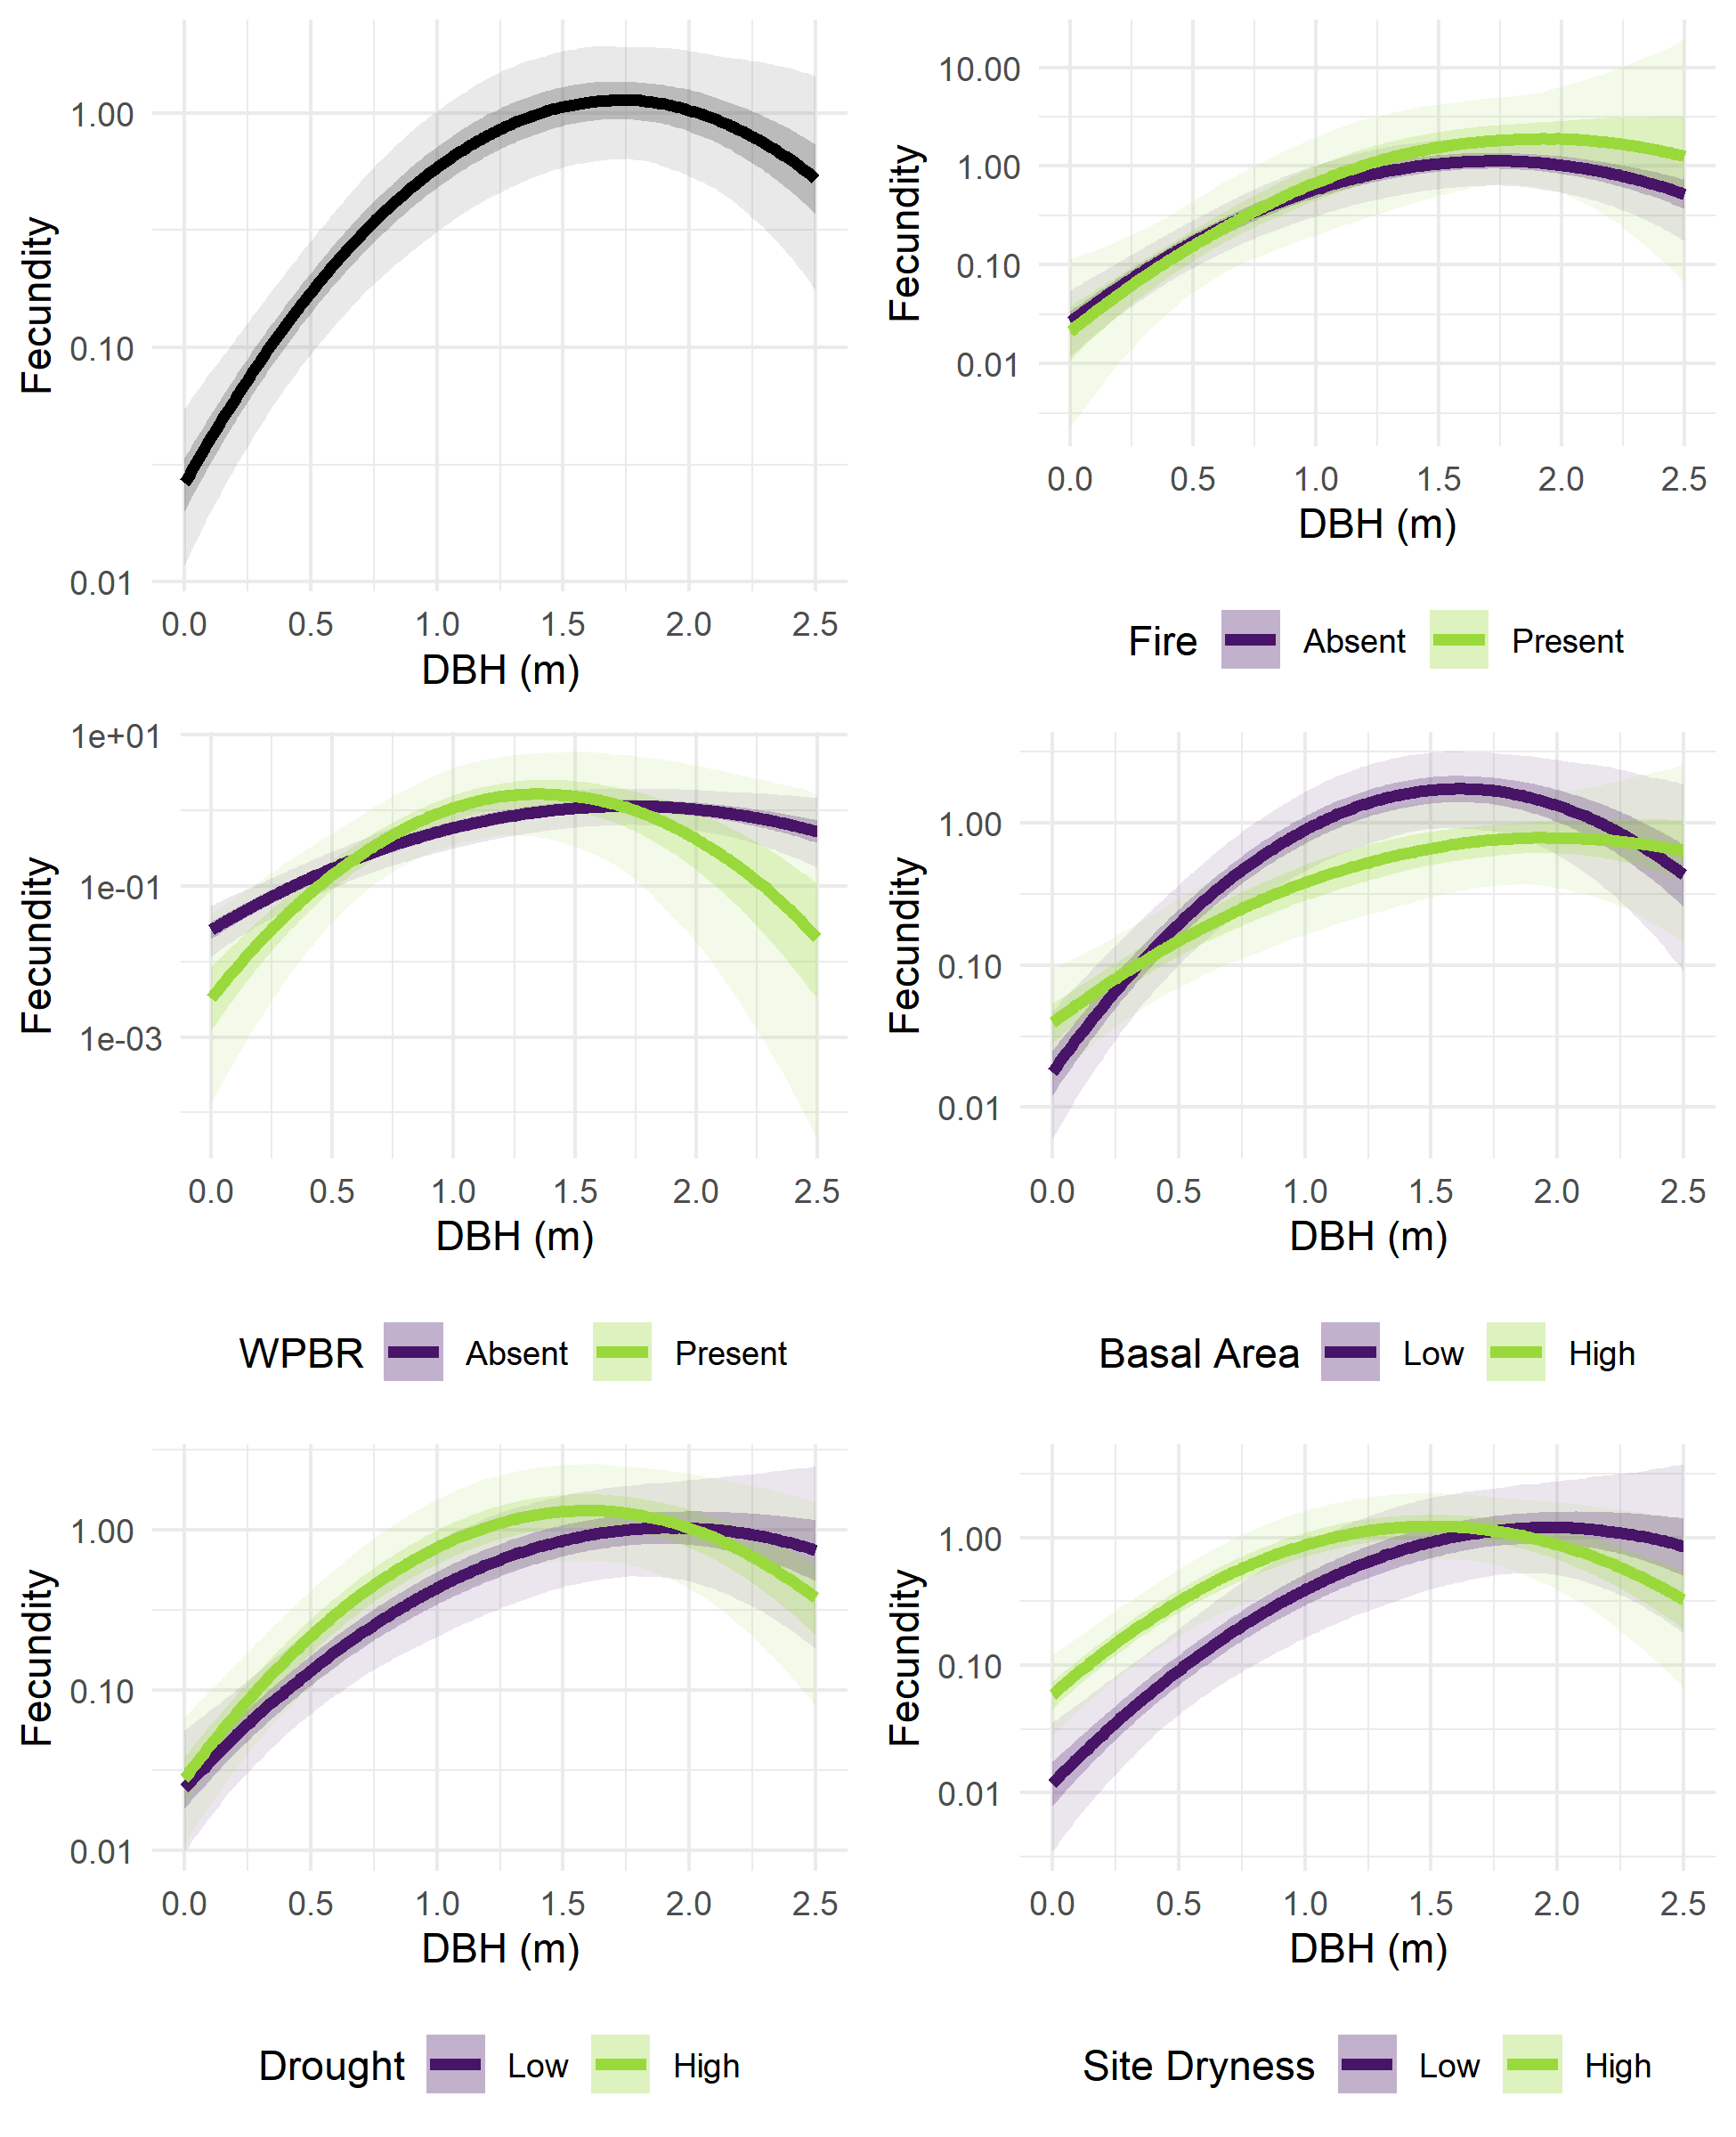 Fecundity
1.00
0.10
0.01
0.0 0.5 1.0 1.5 2.0 2.5
DBH (m)
Fecundity
10.00
1.00
0.10
0.01
0.0 0.5 1.0 1.5 2.0 2.5
DBH (m)
Fire Absent Present
Fecundity
1e+01
1e-01
1e-03
0.0 0.5 1.0 1.5 2.0 2.5
DBH (m)
WPBR Absent Present
Fecundity
1.00
0.10
0.01
0.0 0.5 1.0 1.5 2.0 2.5
DBH (m)
Basal Area Low High
Fecundity
1.00
0.10
0.01
0.0 0.5 1.0 1.5 2.0 2.5
DBH (m)
Drought Low High
Fecundity
1.00
0.10
0.01
0.0 0.5 1.0 1.5 2.0 2.5
DBH (m)
Site Dryness Low High